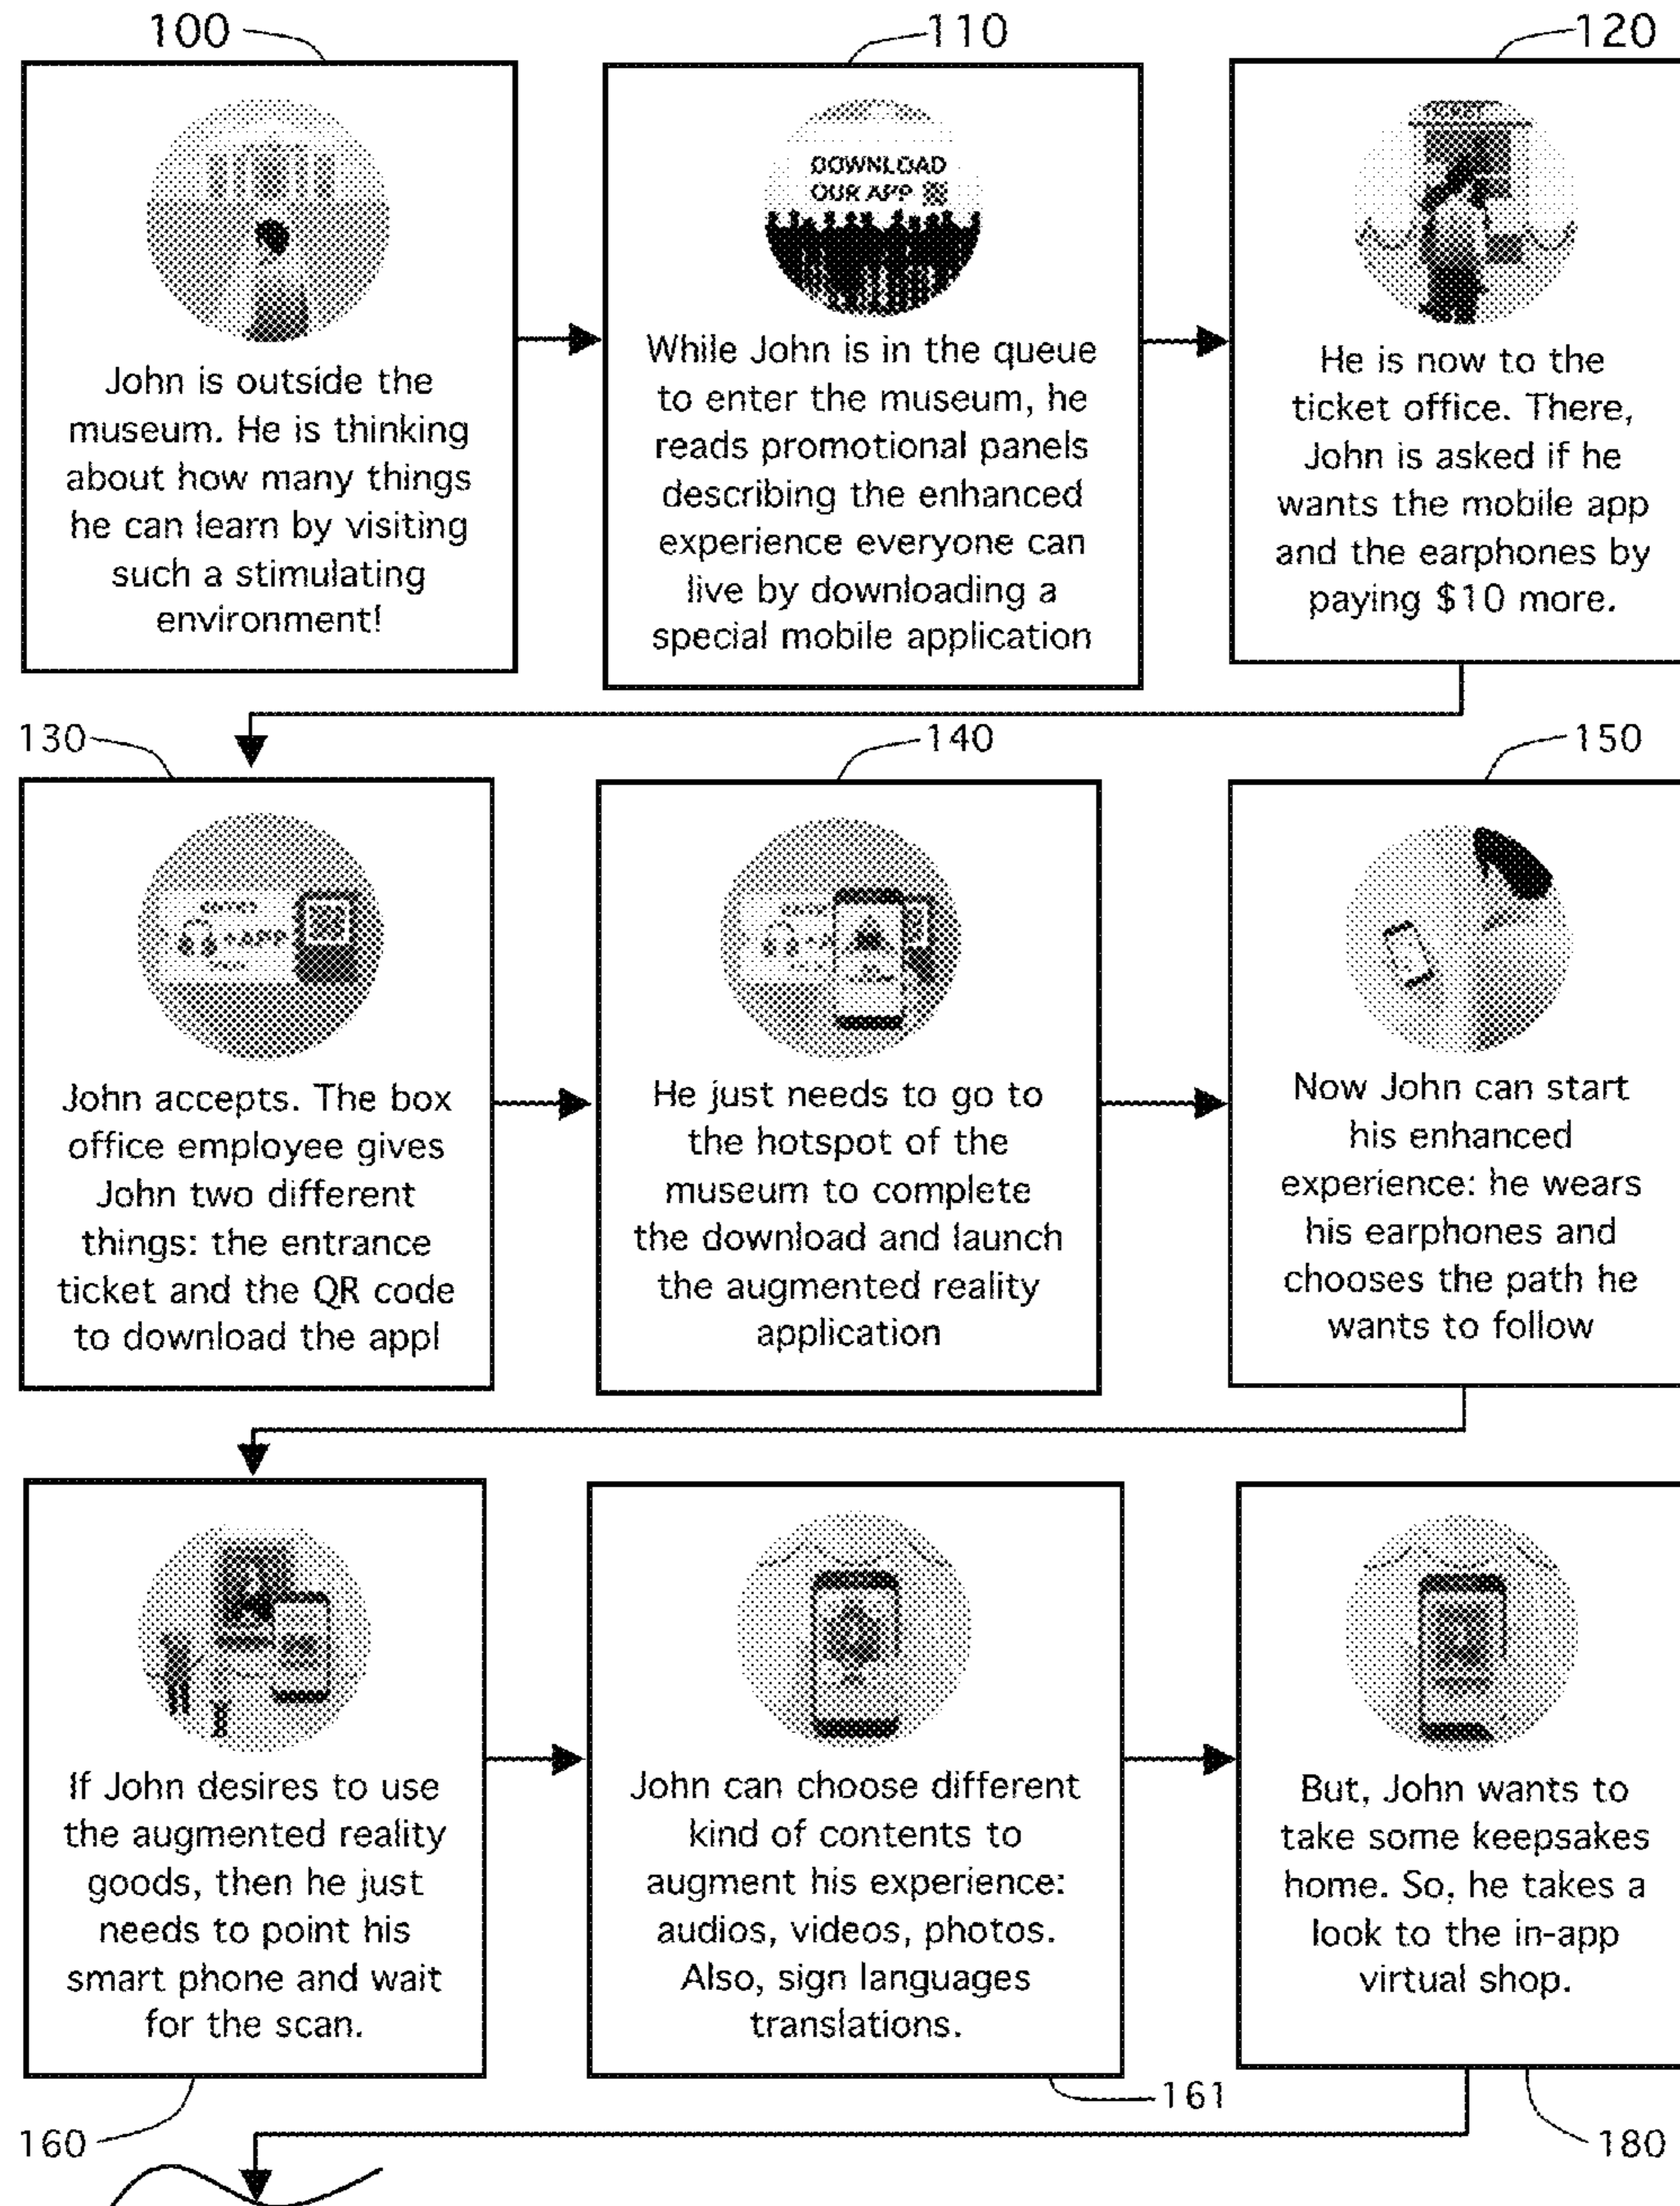 100
110
120
DOWNLOAD
OUR APP
John is outside the
museum. He is thinking
about how many things
he can learn by visiting
such a stimulating
environment!
While John is in the queue
to enter the museum, he
reads promotional panels
describing the enhanced
experience everyone can
live by downloading a
special mobile application
He is now to the
ticket office. There,
John is asked if he
wants the mobile app
and the earphones by
paying $10 more.
130
140
150
+APP
John accepts. The box
office employee gives
John two different
things: the entrance
ticket and the QR code
to download the appl
He just needs to go to
the hotspot of the
museum to complete
the download and launch
the augmented reality
application
Now John can start
his enhanced
experience: he wears
his earphones and
chooses the path he
wants to follow
If John desires to use
the augmented reality
goods, then he just
needs to point his
smart phone and wait
for the scan.
John can choose different
kind of contents to
augment his experience:
audios, videos, photos.
Also, sign languages
translations.
But, John wants to
take some keepsakes
home. So, he takes a
look to the in-app
virtual shop.
160
161
180